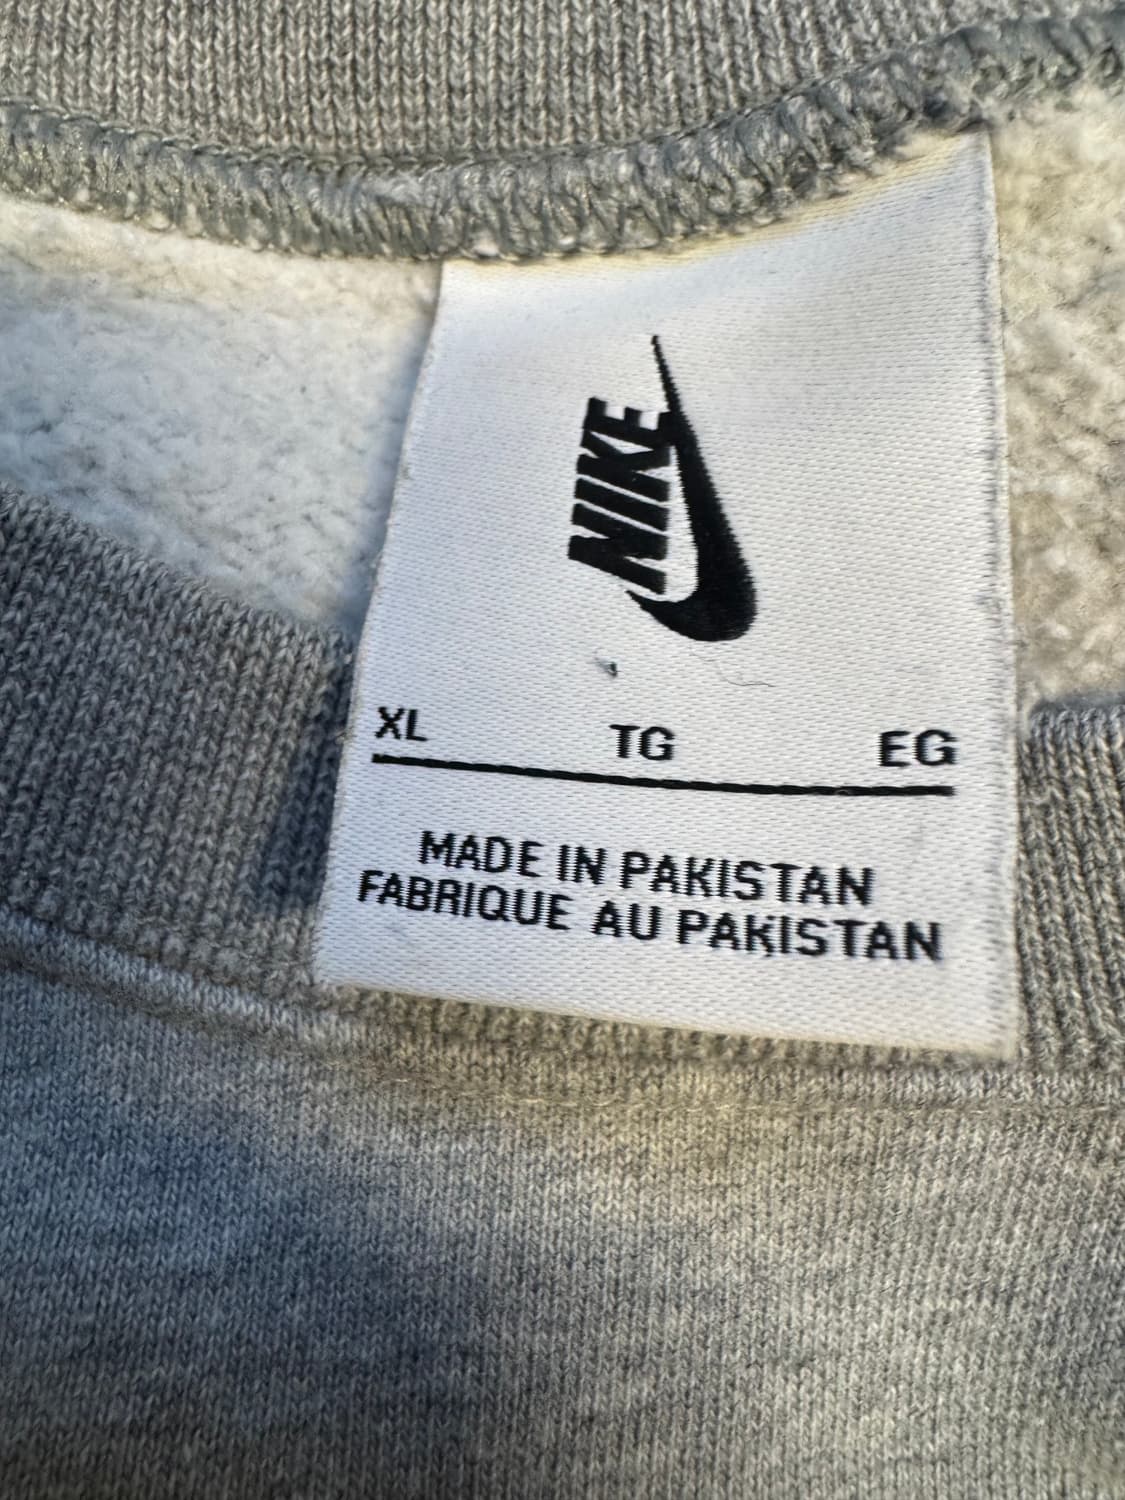 NIKE
XL TG EG
MADE IN PAKISTAN
FABRIQUE AU PAKISTAN